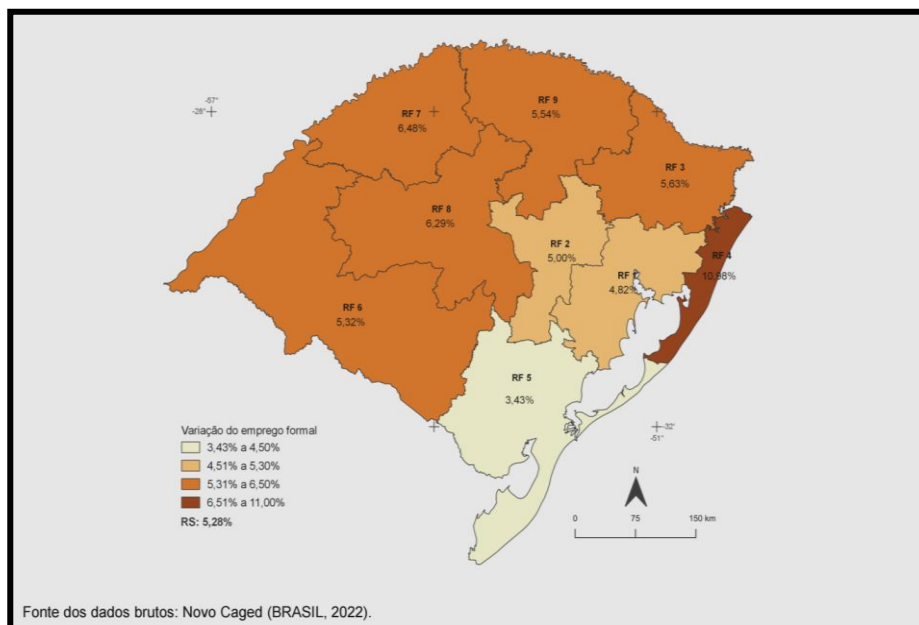 -57°
-28°
RF 7
6,48%
RF 9
5,54%
RF 3
5,63%
RF 8
6,29%
RF 2
5,00%
RF 4
10,98%
RF 1
4,82%
RF 6
5,32%
RF 5
3,43%
Variação do emprego formal
3,43% a 4,50%
4,51% a 5,30%
5,31% a 6,50%
6,51% a 11,00%
RS: 5,28%
-32°
-51°
N
0 75 150 km
Fonte dos dados brutos: Novo Caged (BRASIL, 2022).